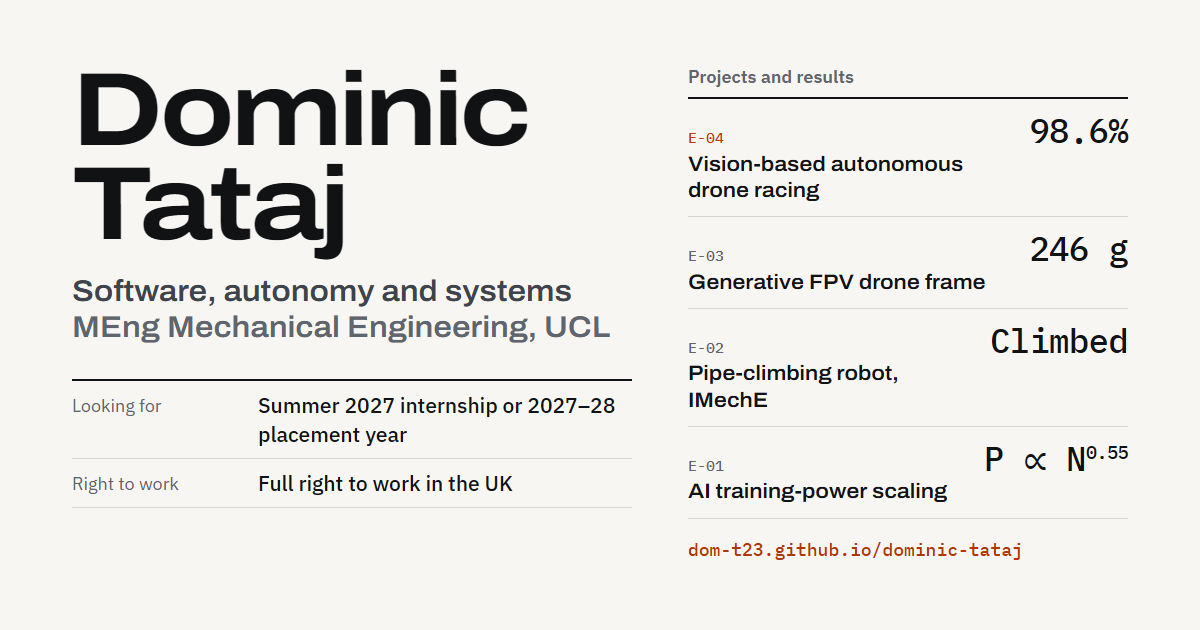 Dominic
Tataj
Software, autonomy and systems
MEng Mechanical Engineering, UCL
Looking for
Summer 2027 internship or 2027–28
placement year
Right to work
Full right to work in the UK
Projects and results
E-04
98.6%
Vision-based autonomous
drone racing
E-03
246 g
Generative FPV drone frame
E-02
Climbed
Pipe-climbing robot,
IMechE
E-01
P ∝ N^0.55
AI training-power scaling
dom-t23.github.io/dominic-tataj